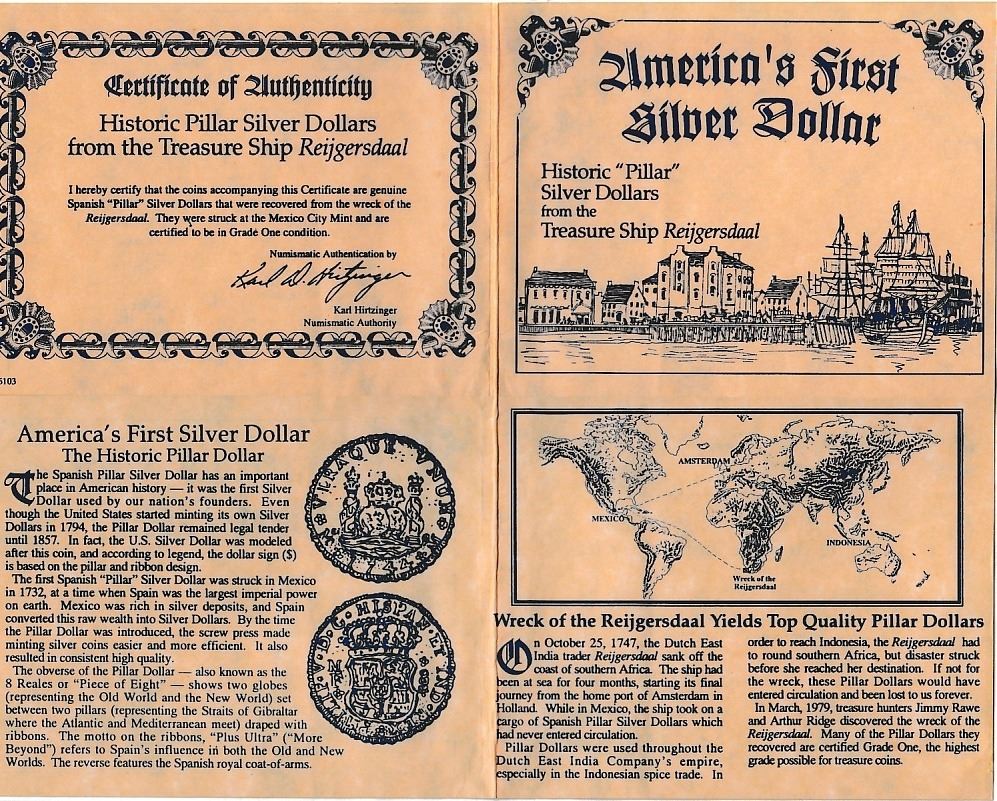 Certificate of Authenticity
Historic Pillar Silver Dollars
from the Treasure Ship Reijgersdaal
I hereby certify that the coins accompanying this Certificate are genuine
Spanish “Pillar” Silver Dollars that were recovered from the wreck of the
Reijgersdaal. They were struck at the Mexico City Mint and are
certified to be in Grade One condition.
Numismatic Authentication by
Karl D. Hirtzinger
Karl Hirtzinger
Numismatic Authority
6103
America's First
Silver Dollar
Historic “Pillar”
Silver Dollars
from the
Treasure Ship Reijgersdaal
America's First Silver Dollar
The Historic Pillar Dollar
The Spanish Pillar Silver Dollar has an important
place in American history — it was the first Silver
Dollar used by our nation's founders. Even
though the United States started minting its own Silver
Dollars in 1794, the Pillar Dollar remained legal tender
until 1857. In fact, the U.S. Silver Dollar was modeled
after this coin, and according to legend, the dollar sign ($)
is based on the pillar and ribbon design.
The first Spanish “Pillar” Silver Dollar was struck in Mexico
in 1732, at a time when Spain was the largest imperial power
on earth. Mexico was rich in silver deposits, and Spain
converted this raw wealth into Silver Dollars. By the time
the Pillar Dollar was introduced, the screw press made
minting silver coins easier and more efficient. It also
resulted in consistent high quality.
The obverse of the Pillar Dollar — also known as the
8 Reales or “Piece of Eight” — shows two globes
(representing the Old World and the New World) set
between two pillars (representing the Straits of Gibraltar
where the Atlantic and Mediterranean meet) draped with
ribbons. The motto on the ribbons, “Plus Ultra” (“More
Beyond”) refers to Spain's influence in both the Old and New
Worlds. The reverse features the Spanish royal coat-of-arms.
VTRAQUE VNUM
1744
HISPAN ET IND
AMSTERDAM
MEXICO
INDONESIA
Wreck of the
Reijgersdaal
Wreck of the Reijgersdaal Yields Top Quality Pillar Dollars
On October 25, 1747, the Dutch East
India trader Reijgersdaal sank off the
coast of southern Africa. The ship had
been at sea for four months, starting its final
journey from the home port of Amsterdam in
Holland. While in Mexico, the ship took on a
cargo of Spanish Pillar Silver Dollars which
had never entered circulation.
Pillar Dollars were used throughout the
Dutch East India Company's empire,
especially in the Indonesian spice trade. In
order to reach Indonesia, the Reijgersdaal had
to round southern Africa, but disaster struck
before she reached her destination. If not for
the wreck, these Pillar Dollars would have
entered circulation and been lost to us forever.
In March, 1979, treasure hunters Jimmy Rawe
and Arthur Ridge discovered the wreck of the
Reijgersdaal. Many of the Pillar Dollars they
recovered are certified Grade One, the highest
grade possible for treasure coins.